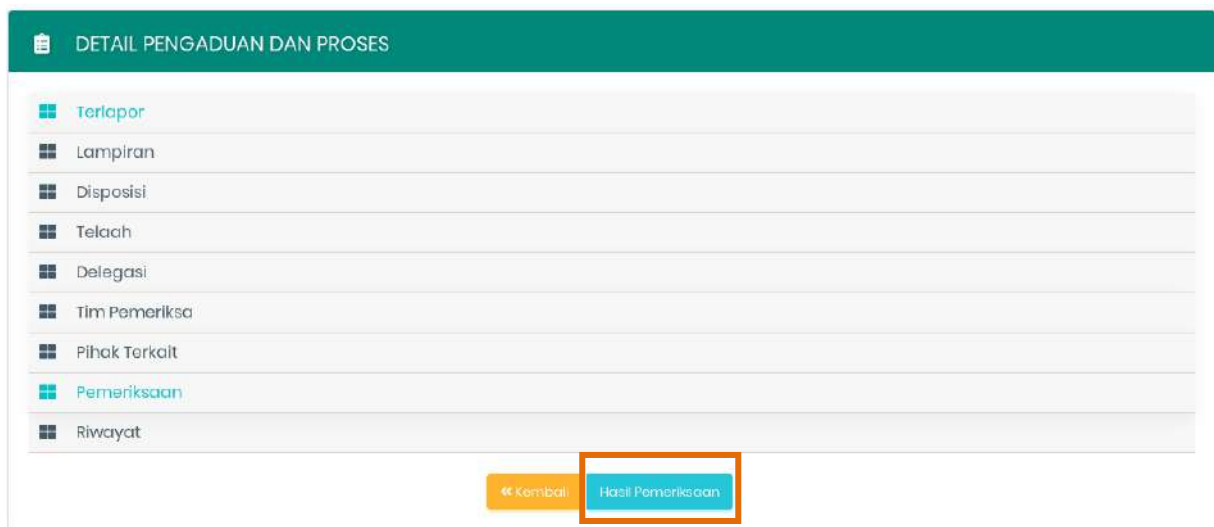 DETAIL PENGADUAN DAN PROSES
Terlapor
Lampiran
Disposisi
Telaah
Delegasi
Tim Pemeriksa
Pihak Terkait
Pemeriksaan
Riwayat
« Kembali Hasil Pemeriksaan